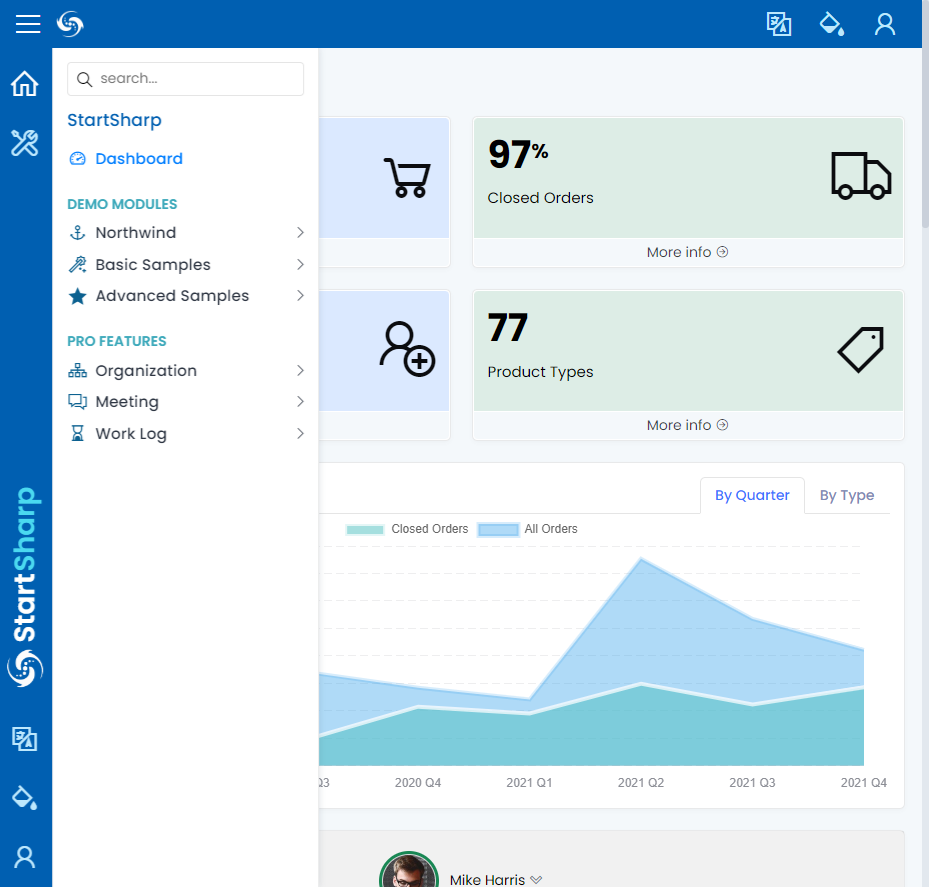 search...
StartSharp
Dashboard
DEMO MODULES
Northwind
Basic Samples
Advanced Samples
PRO FEATURES
Organization
Meeting
Work Log
StartSharp
97%
Closed Orders
More info
77
Product Types
More info
By Quarter By Type
Closed Orders All Orders
Q3 2020 Q4 2021 Q1 2021 Q2 2021 Q3 2021 Q4
Mike Harris